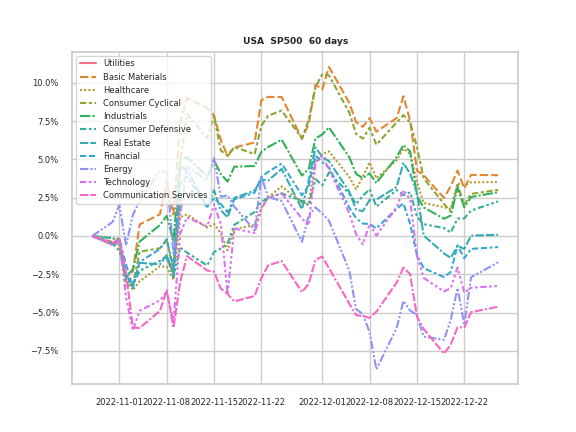 USA SP500 60 days
10.0%
7.5%
5.0%
2.5%
0.0%
−2.5%
−5.0%
−7.5%
Utilities
Basic Materials
Healthcare
Consumer Cyclical
Industrials
Consumer Defensive
Real Estate
Financial
Energy
Technology
Communication Services
2022-11-01 2022-11-08 2022-11-15 2022-11-22 2022-12-01 2022-12-08 2022-12-15 2022-12-22